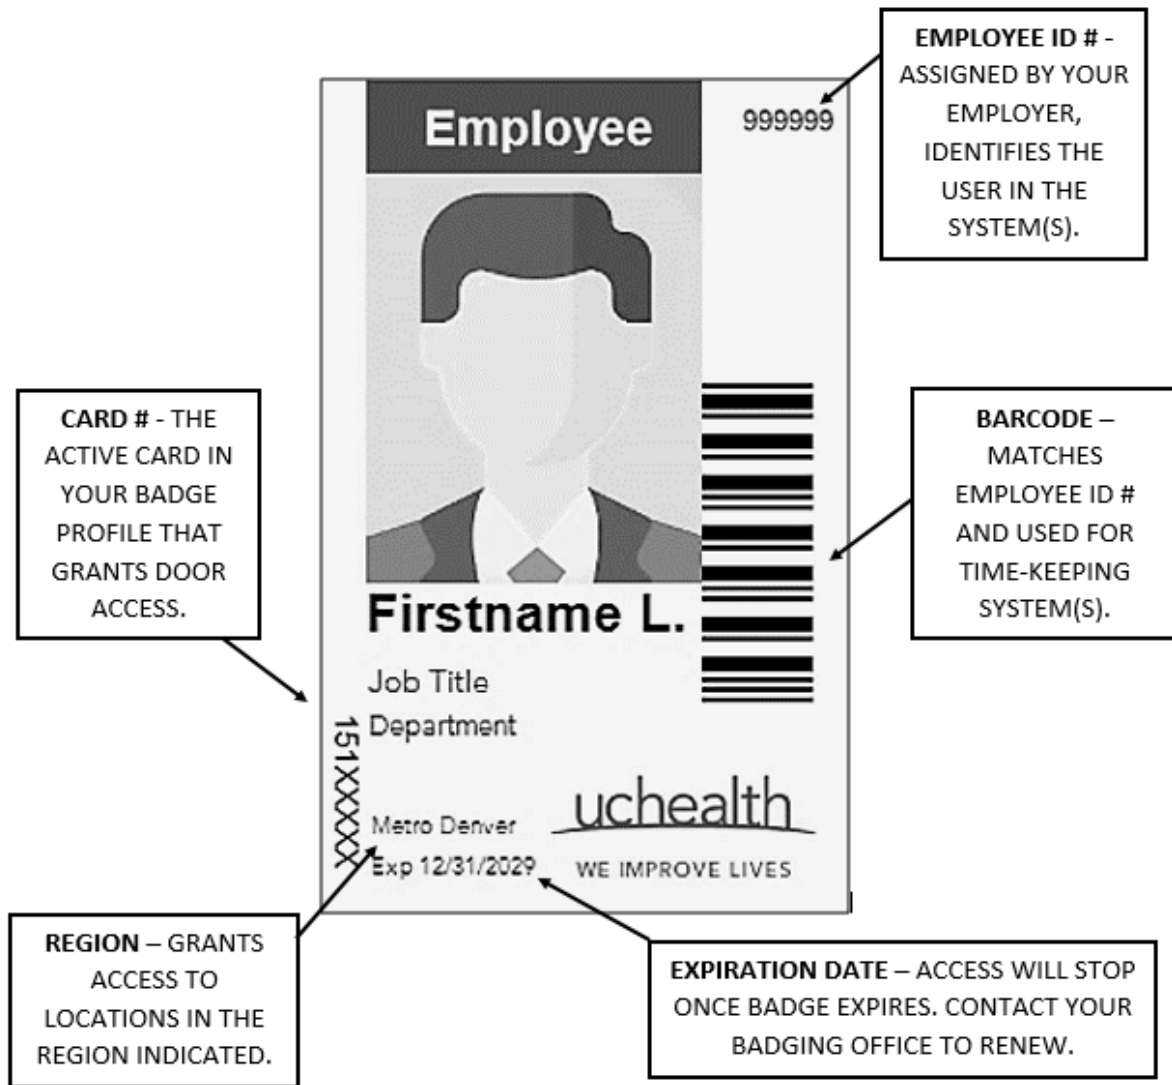 EMPLOYEE ID # -
ASSIGNED BY YOUR
EMPLOYER,
IDENTIFIES THE
USER IN THE
SYSTEM(S).
Employee
999999
CARD # - THE
ACTIVE CARD IN
YOUR BADGE
PROFILE THAT
GRANTS DOOR
ACCESS.
BARCODE –
MATCHES
EMPLOYEE ID #
AND USED FOR
TIME-KEEPING
SYSTEM(S).
Firstname L.
Job Title
Department
151XXXXX
Metro Denver
Exp 12/31/2029
uchealth
WE IMPROVE LIVES
REGION – GRANTS
ACCESS TO
LOCATIONS IN THE
REGION INDICATED.
EXPIRATION DATE – ACCESS WILL STOP
ONCE BADGE EXPIRES. CONTACT YOUR
BADGING OFFICE TO RENEW.